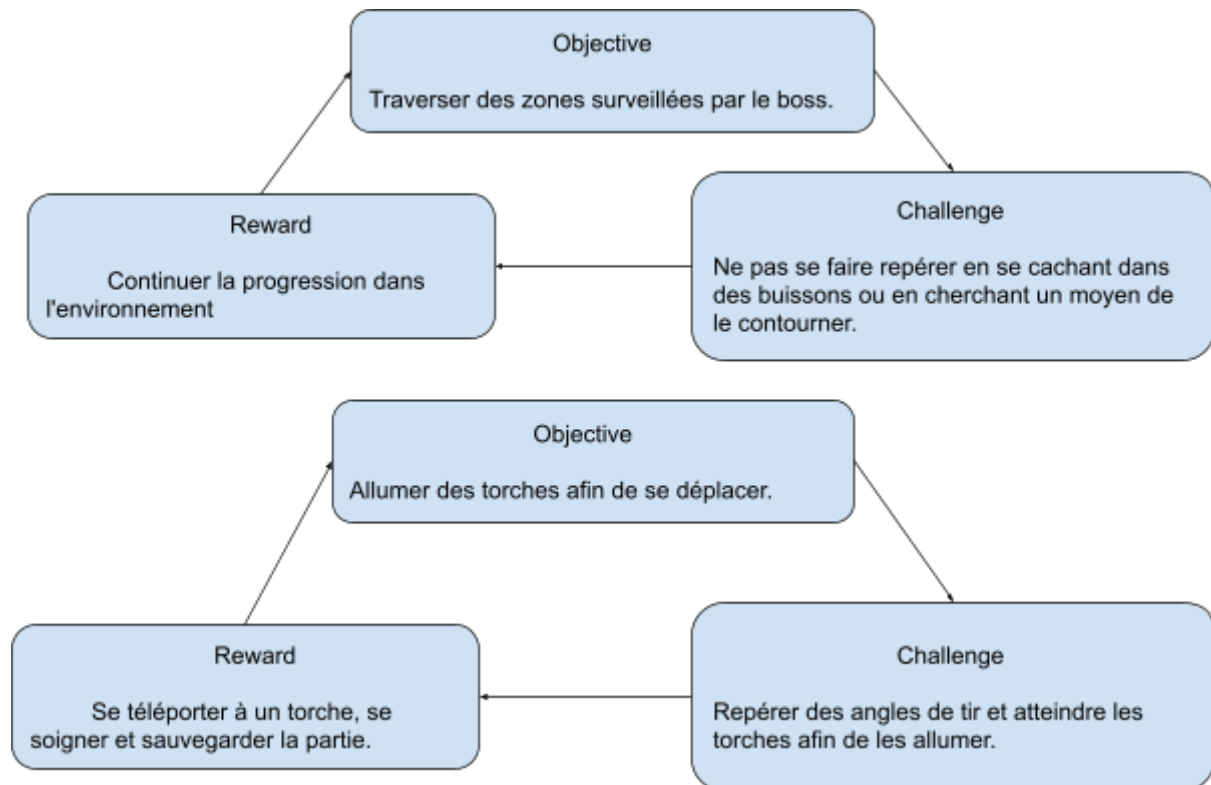 Objective
Traverser des zones surveillées par le boss.
Reward
Continuer la progression dans
l'environnement
Challenge
Ne pas se faire repérer en se cachant dans
des buissons ou en cherchant un moyen de
le contourner.
Objective
Allumer des torches afin de se déplacer.
Reward
Se téléporter à un torche, se
soigner et sauvegarder la partie.
Challenge
Repérer des angles de tir et atteindre les
torches afin de les allumer.